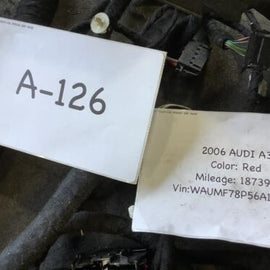 A-126
2006 AUDI A3
Color: Red
Mileage: 18739
Vin:WAUMF78P56A1